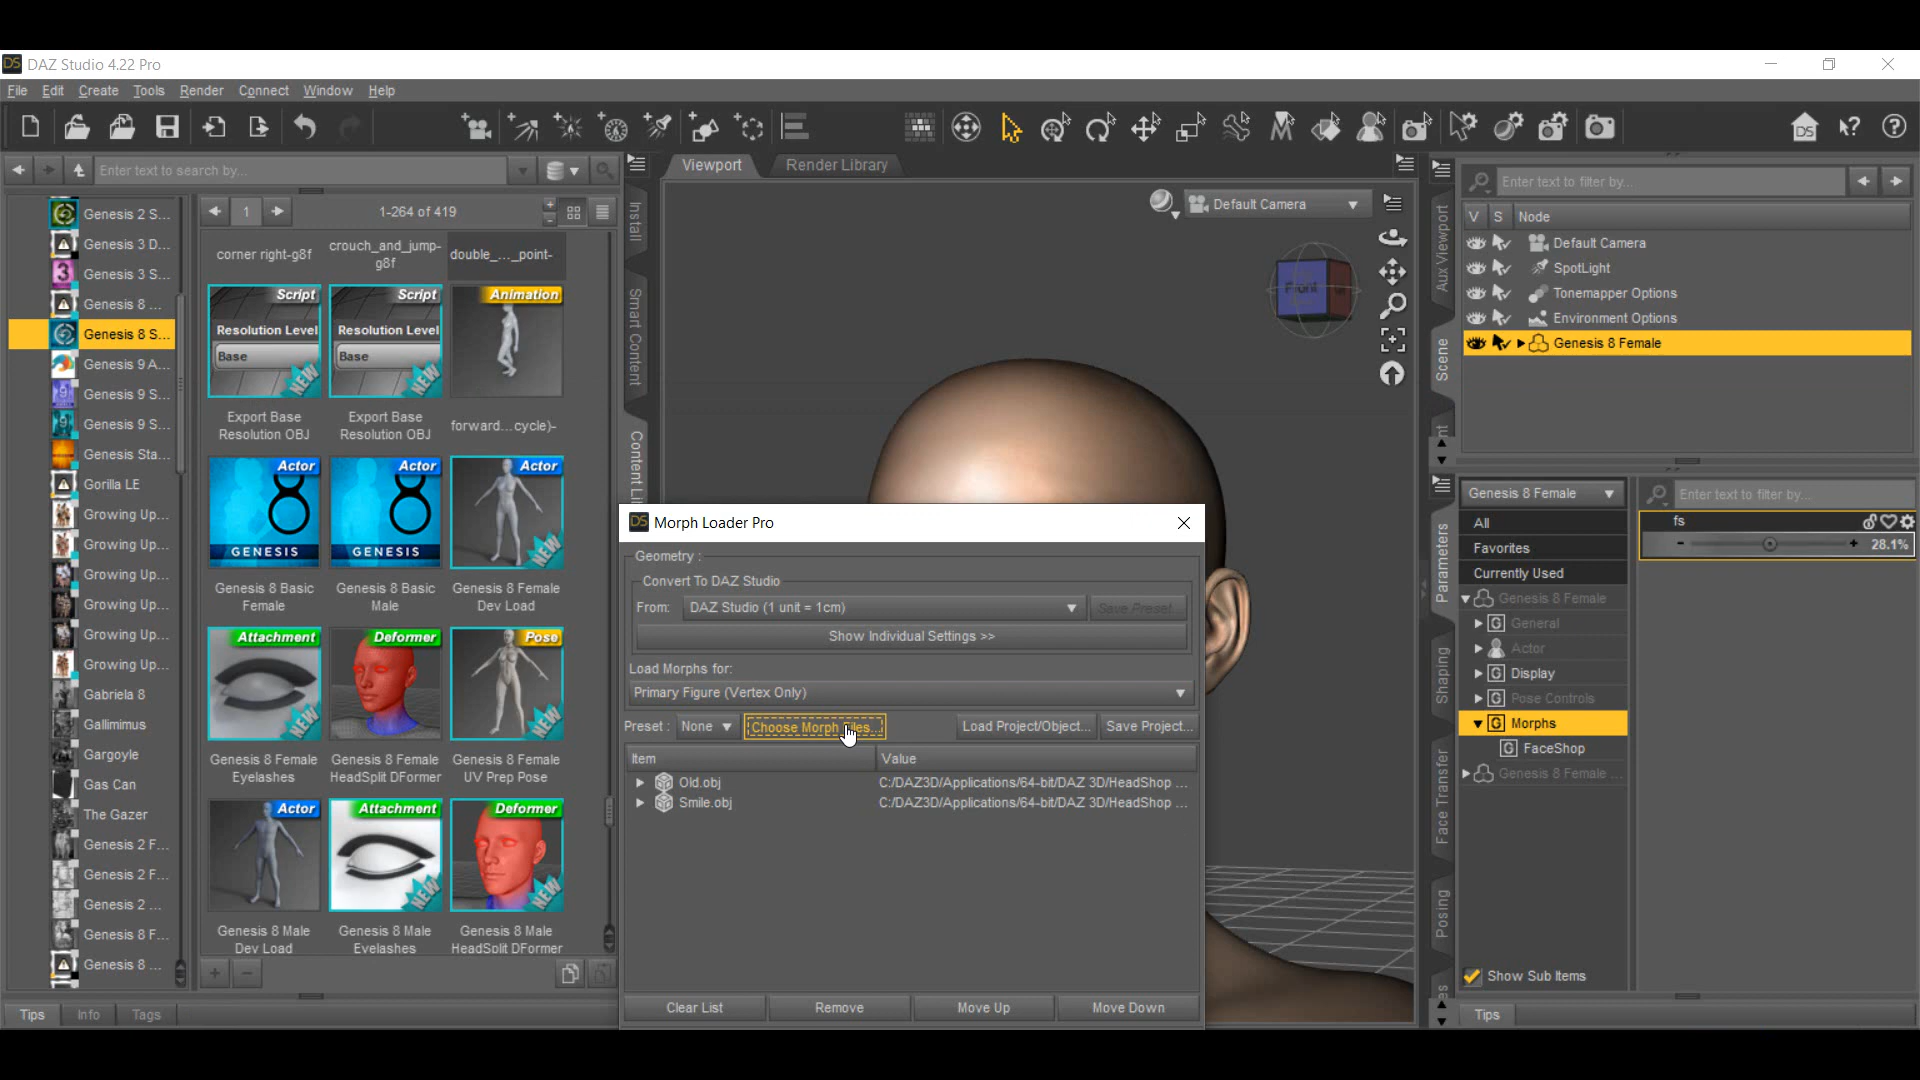 DAZ Studio 4.22 Pro
File Edit Create Tools Render Connect Window Help
Enter text to search by...
Genesis 2 S...
Genesis 3 D...
Genesis 3 S...
Genesis 8 ...
Genesis 8 S...
Genesis 9 A...
Genesis 9 S...
Genesis 9 S...
Genesis Sta...
Gorilla LE
Growing Up...
Growing Up...
Growing Up...
Growing Up...
Growing Up...
Growing Up...
Gabriela 8
Gallimimus
Gargoyle
Gas Can
The Gazer
Genesis 2 F...
Genesis 2 F...
Genesis 2 ...
Genesis 8 F...
Genesis 8 ...
1
1-264 of 419
corner right-g8f
crouch_and_jump-
g8f
double_..._point-
Script
Resolution Level
Base
NEW
Export Base
Resolution OBJ
Script
Resolution Level
Base
NEW
Export Base
Resolution OBJ
Animation
forward...cycle)-
Actor
8
GENESIS
Genesis 8 Basic
Female
Actor
8
GENESIS
Genesis 8 Basic
Male
Actor
NEW
Genesis 8 Female
Dev Load
Attachment
NEW
Genesis 8 Female
Eyelashes
Deformer
Genesis 8 Female
HeadSplit DFormer
Pose
NEW
Genesis 8 Female
UV Prep Pose
Actor
Genesis 8 Male
Dev Load
Attachment
NEW
Genesis 8 Male
Eyelashes
Deformer
NEW
Genesis 8 Male
HeadSplit DFormer
Tips Info Tags
Install
Smart Content
Content Lib
Viewport Render Library
Default Camera
Front
Morph Loader Pro
Geometry :
Convert To DAZ Studio
From: DAZ Studio (1 unit = 1cm) Save Preset
Show Individual Settings >>
Load Morphs for:
Primary Figure (Vertex Only)
Preset : None Choose Morph Files... Load Project/Object... Save Project...
Item Value
Old.obj C:/DAZ3D/Applications/64-bit/DAZ 3D/HeadShop ...
Smile.obj C:/DAZ3D/Applications/64-bit/DAZ 3D/HeadShop ...
Clear List Remove Move Up Move Down
Aux Viewport
Scene
Enter text to filter by...
V S Node
Default Camera
SpotLight
Tonemapper Options
Environment Options
Genesis 8 Female
Parameters
Shaping
Face Transfer
Posing
Genesis 8 Female
All
Favorites
Currently Used
Genesis 8 Female
General
Actor
Display
Pose Controls
Morphs
FaceShop
Genesis 8 Female ...
Show Sub Items
Enter text to filter by...
fs
- + 28.1%
Tips